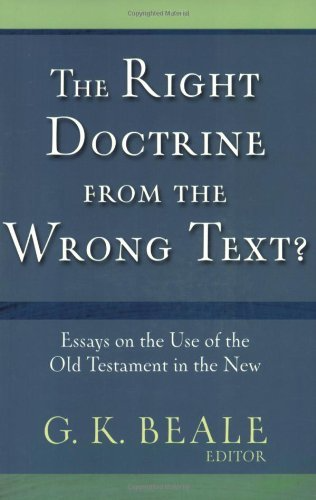 The Right
Doctrine
from the
Wrong Text?
Essays on the Use of the
Old Testament in the New
G. K. Beale
Editor